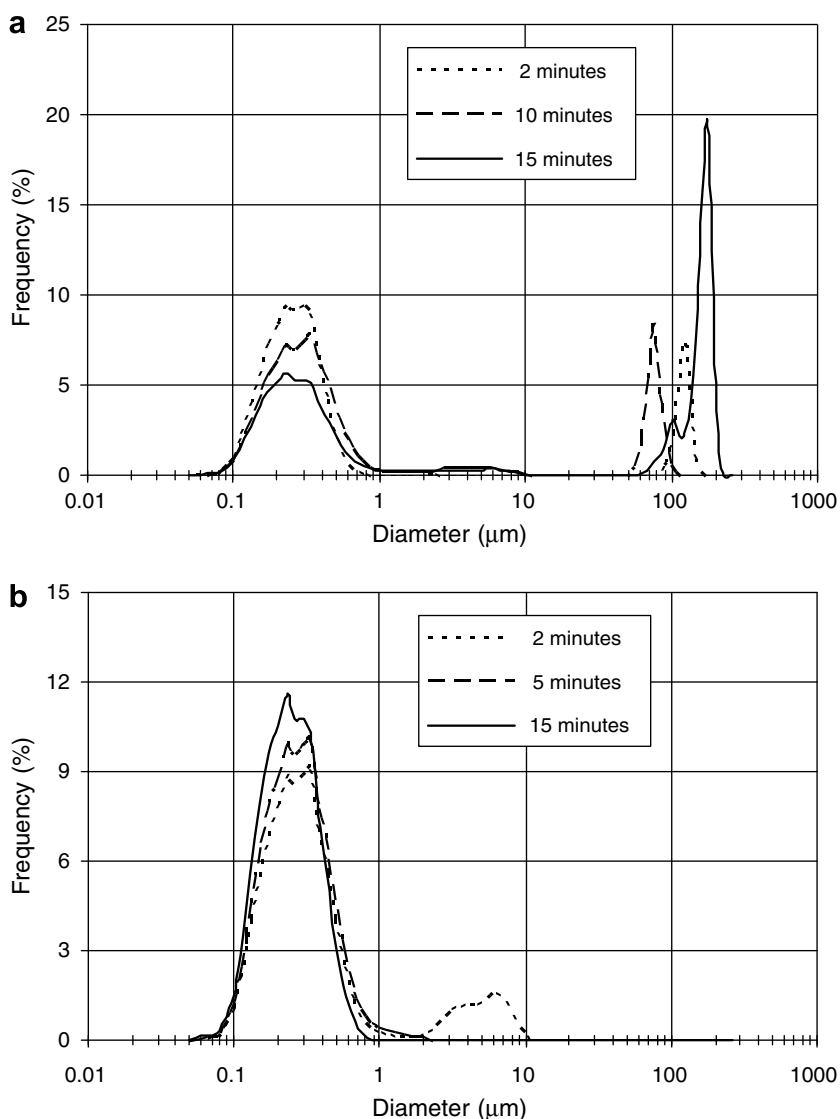 a
25
20
15
10
5
0
Frequency (%)
2 minutes
10 minutes
15 minutes
0.01 0.1 1 10 100 1000
Diameter (μm)
b
15
12
9
6
3
0
Frequency (%)
2 minutes
5 minutes
15 minutes
0.01 0.1 1 10 100 1000
Diameter (μm)